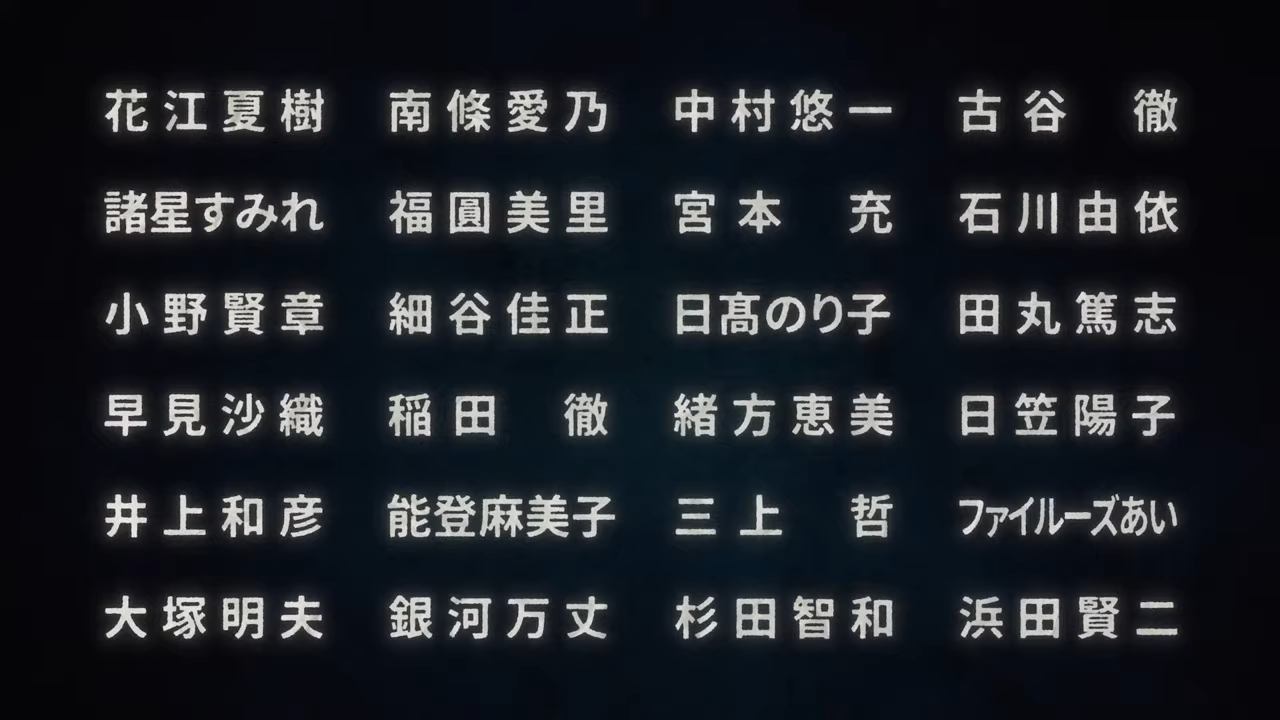 花江夏樹 南條愛乃 中村悠一 古谷 徹
諸星すみれ 福圓美里 宮本 充 石川由依
小野賢章 細谷佳正 日髙のり子 田丸篤志
早見沙織 稲田 徹 緒方恵美 日笠陽子
井上和彦 能登麻美子 三上 哲 ファイルーズあい
大塚明夫 銀河万丈 杉田智和 浜田賢二